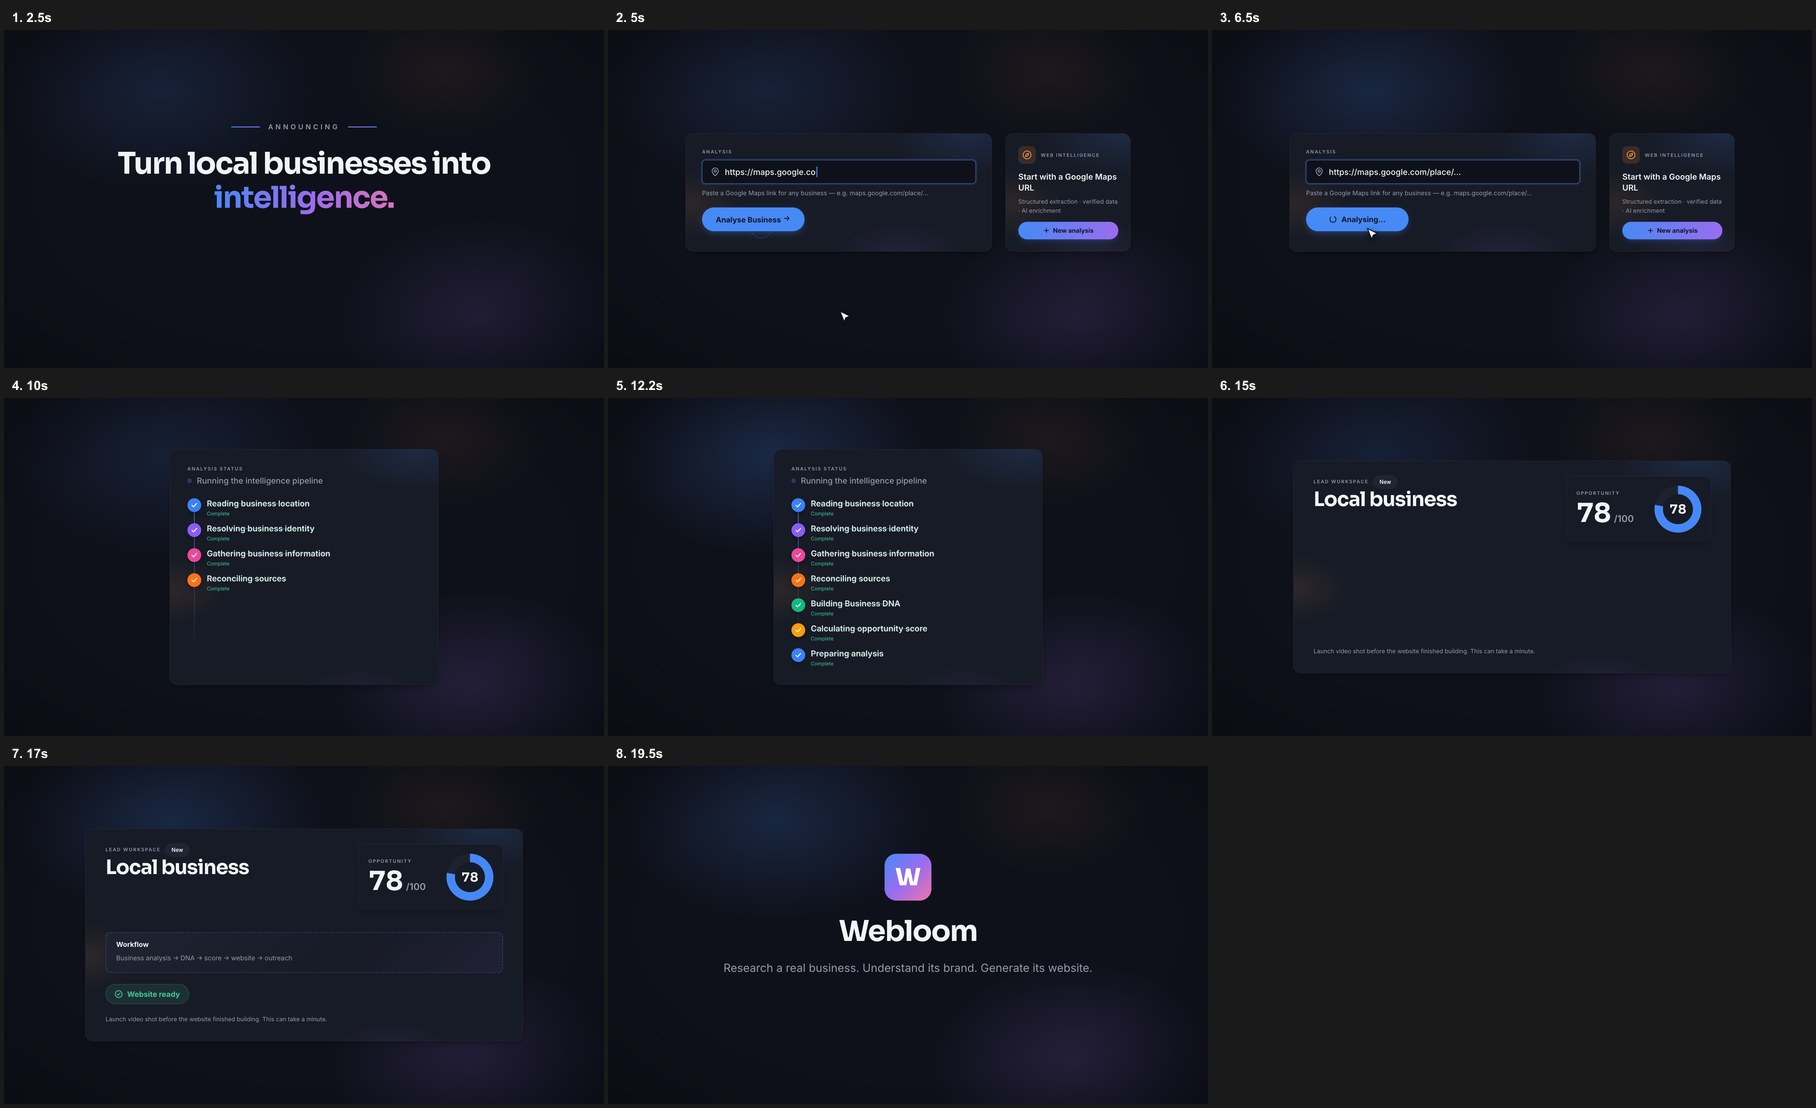 1. 2.5s
ANNOUNCING
Turn local businesses into
intelligence.
2. 5s
ANALYSIS
https://maps.google.co
Paste a Google Maps link for any business — e.g. maps.google.com/place/...
Analyse Business →
WEB INTELLIGENCE
Start with a Google Maps
URL
Structured extraction · verified data
· AI enrichment
+ New analysis
3. 6.5s
ANALYSIS
https://maps.google.com/place/...
Paste a Google Maps link for any business — e.g. maps.google.com/place/...
Analysing...
WEB INTELLIGENCE
Start with a Google Maps
URL
Structured extraction · verified data
· AI enrichment
+ New analysis
4. 10s
ANALYSIS STATUS
Running the intelligence pipeline
Reading business location
Complete
Resolving business identity
Complete
Gathering business information
Complete
Reconciling sources
Complete
5. 12.2s
ANALYSIS STATUS
Running the intelligence pipeline
Reading business location
Complete
Resolving business identity
Complete
Gathering business information
Complete
Reconciling sources
Complete
Building Business DNA
Complete
Calculating opportunity score
Complete
Preparing analysis
Complete
6. 15s
LEAD WORKSPACE New
Local business
OPPORTUNITY
78 /100
78
Launch video shot before the website finished building. This can take a minute.
7. 17s
LEAD WORKSPACE New
Local business
OPPORTUNITY
78 /100
78
Workflow
Business analysis → DNA → score → website → outreach
Website ready
Launch video shot before the website finished building. This can take a minute.
8. 19.5s
W
Webloom
Research a real business. Understand its brand. Generate its website.